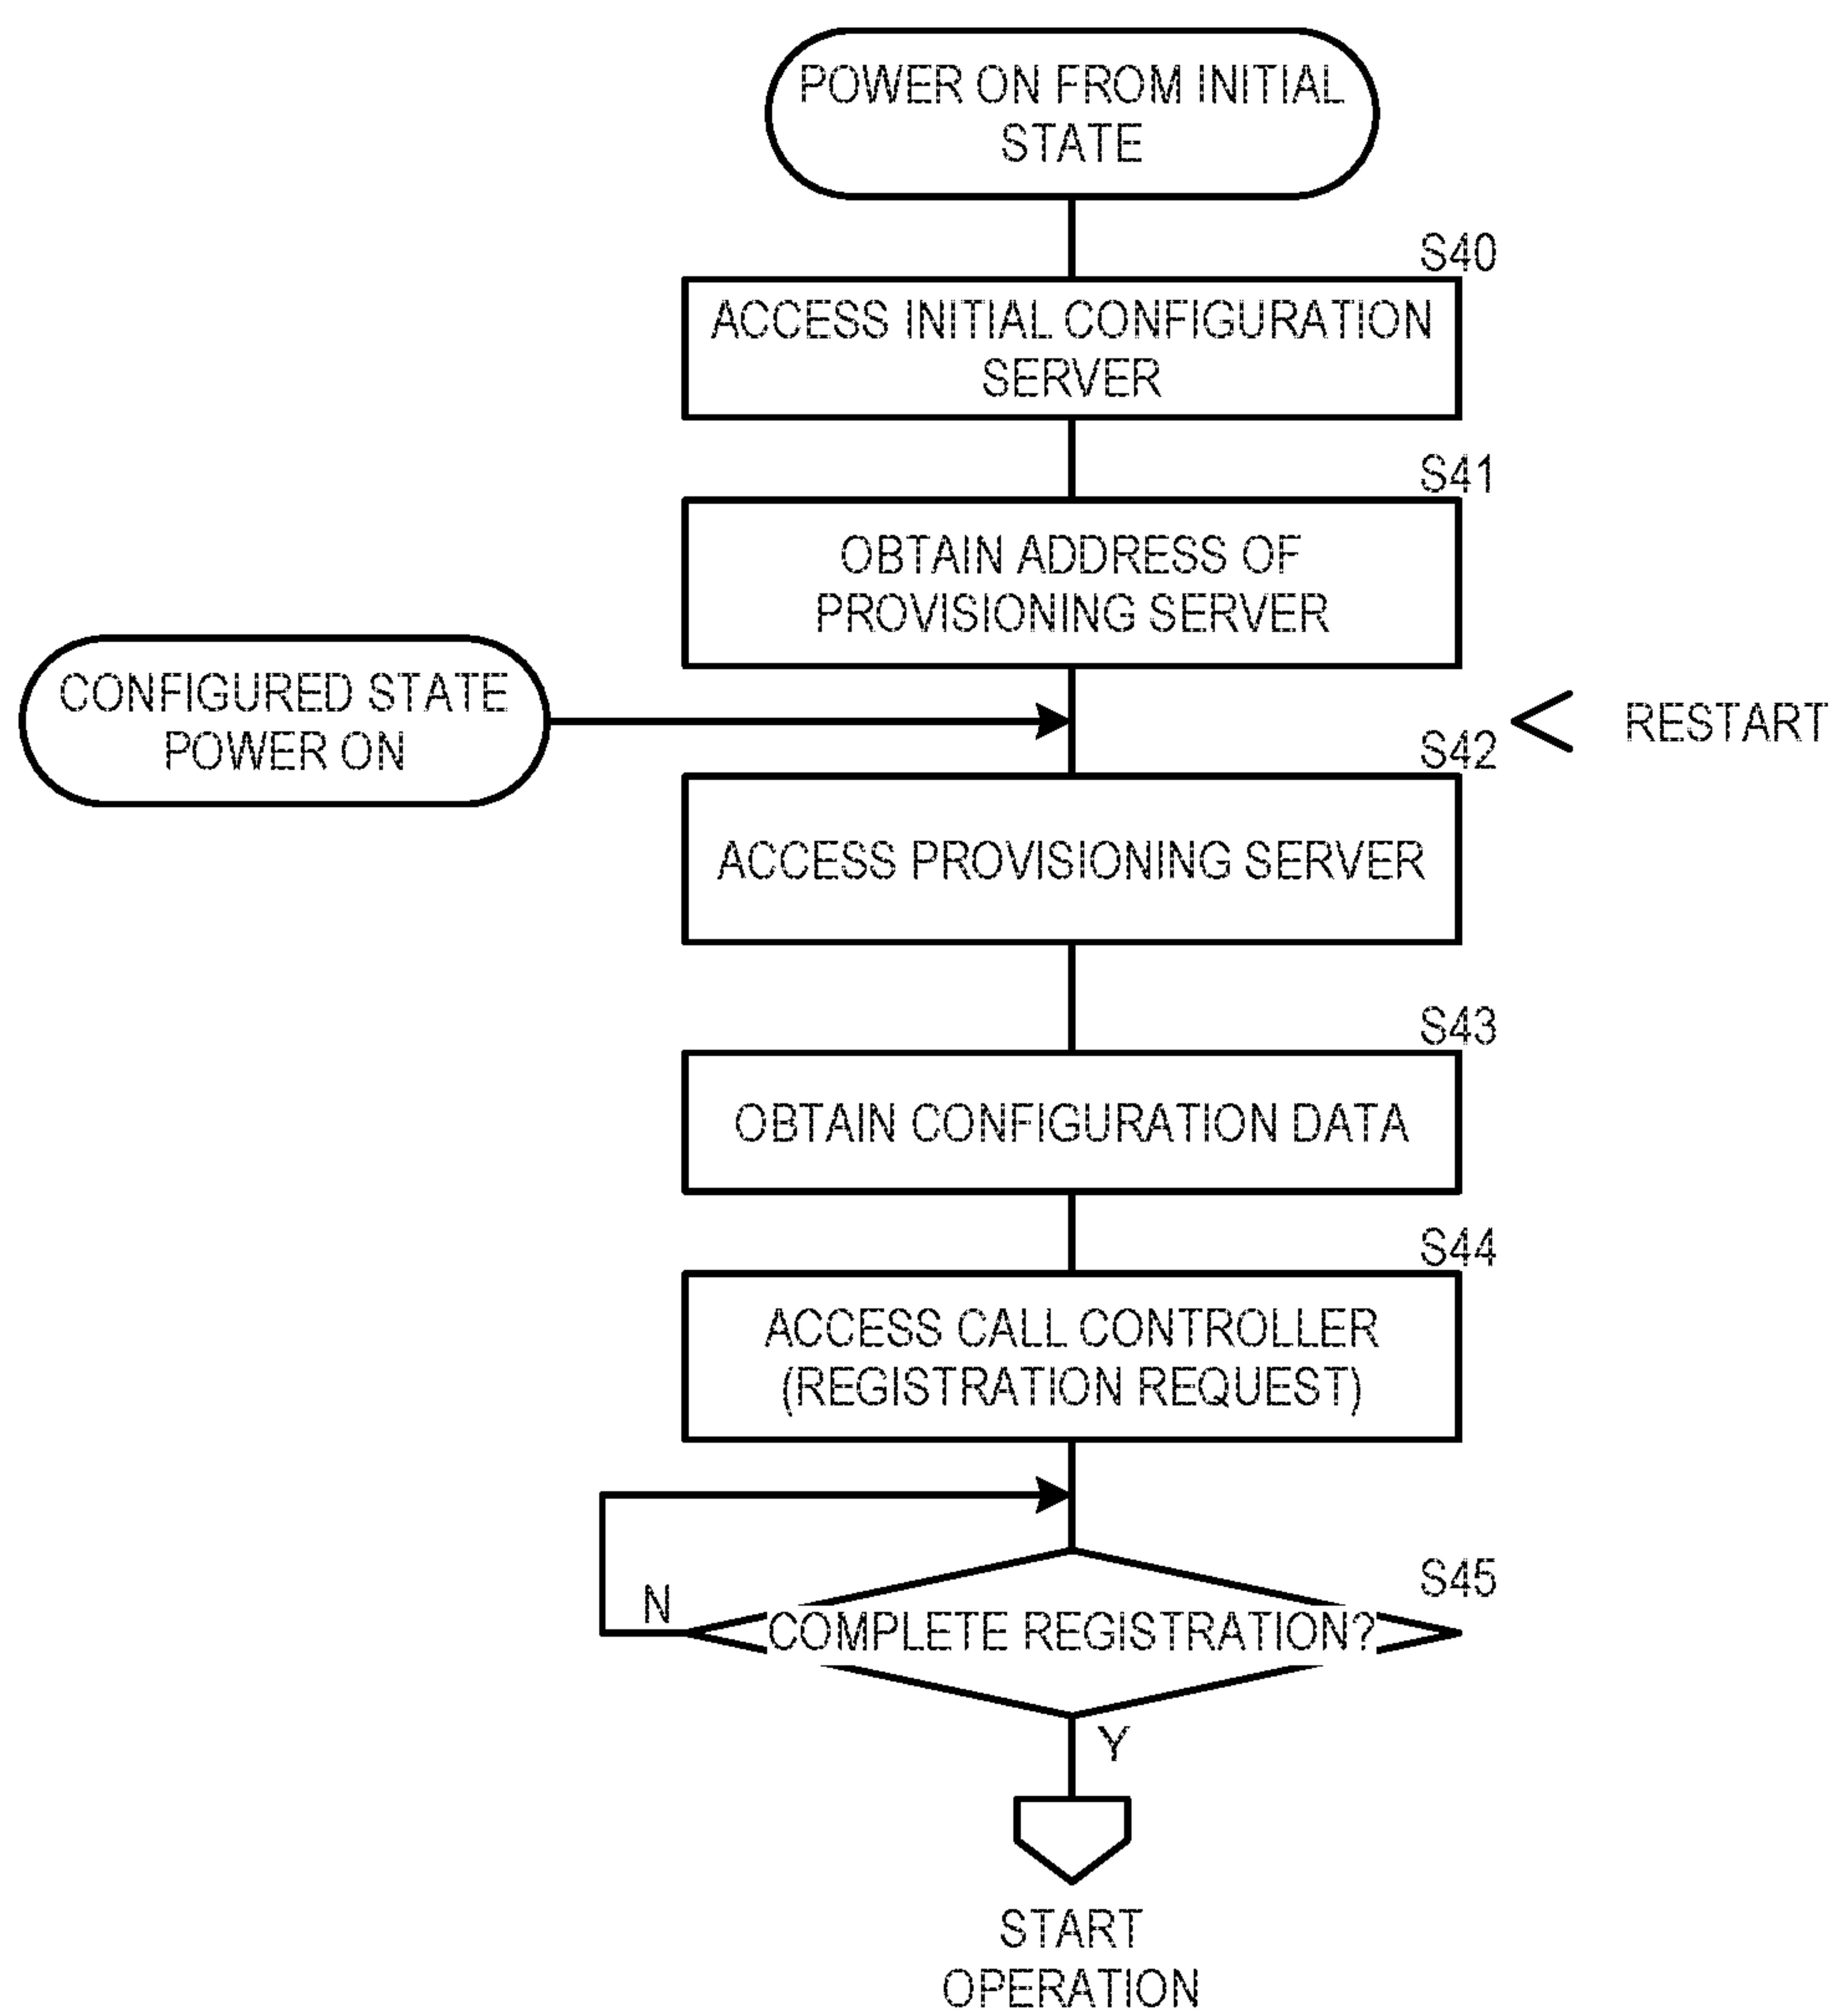 POWER ON FROM INITIAL
STATE
S40
ACCESS INITIAL CONFIGURATION
SERVER
S41
OBTAIN ADDRESS OF
PROVISIONING SERVER
CONFIGURED STATE
POWER ON
RESTART
S42
ACCESS PROVISIONING SERVER
S43
OBTAIN CONFIGURATION DATA
S44
ACCESS CALL CONTROLLER
(REGISTRATION REQUEST)
S45
N
COMPLETE REGISTRATION?
Y
START
OPERATION